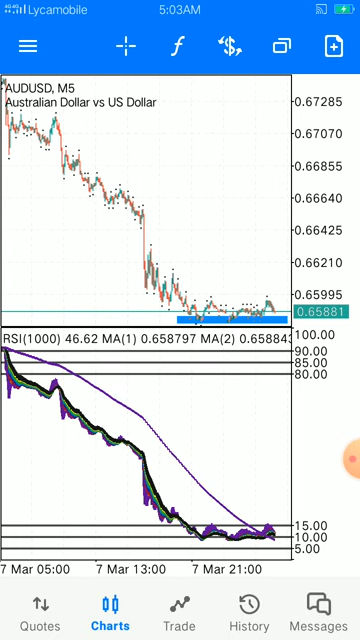 Lycamobile 5:03AM
AUDUSD, M5
Australian Dollar vs US Dollar
0.67285
0.67070
0.66855
0.66640
0.66425
0.66210
0.65995
0.65881
RSI(1000) 46.62 MA(1) 0.658797 MA(2) 0.658843
100.00
90.00
85.00
80.00
15.00
10.00
5.00
7 Mar 05:00 7 Mar 13:00 7 Mar 21:00
Quotes Charts Trade History Messages